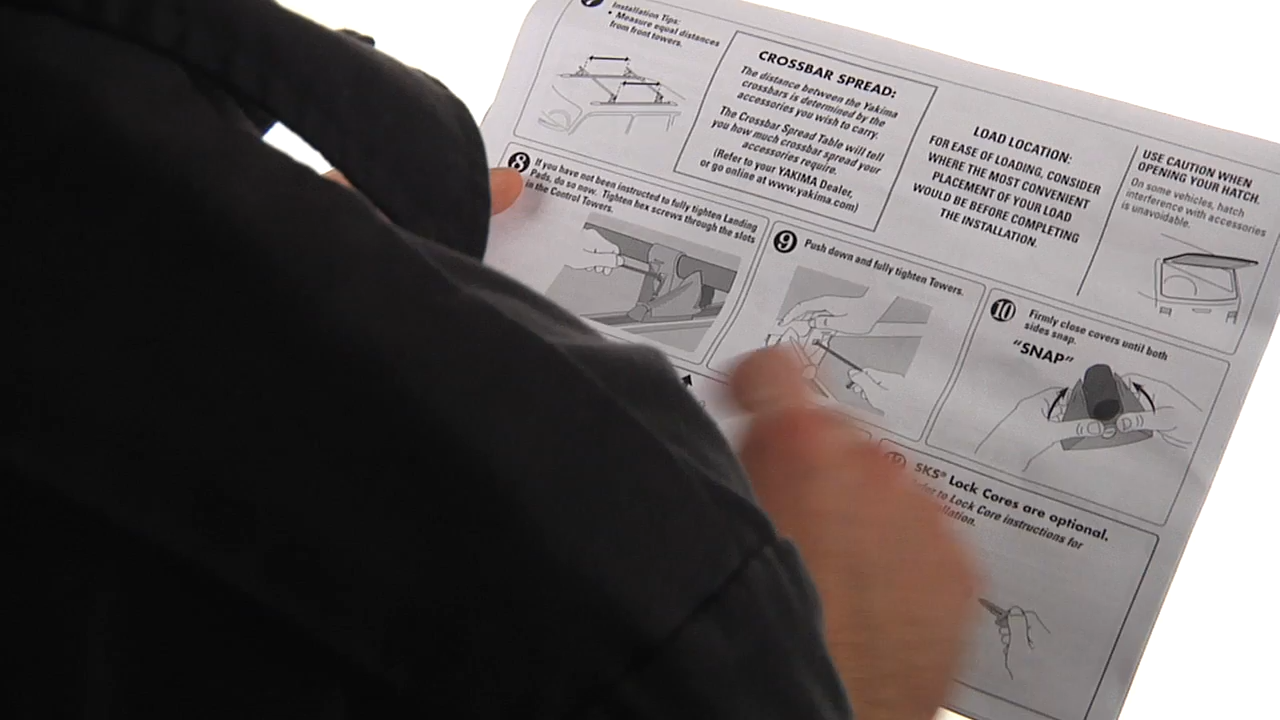 7
Installation Tips:
• Measure equal distances
from front towers.
CROSSBAR SPREAD:
The distance between the Yakima
crossbars is determined by the
accessories you wish to carry.
The Crossbar Spread Table will tell
you how much crossbar spread your
accessories require.
(Refer to your YAKIMA Dealer,
or go online at www.yakima.com)
LOAD LOCATION:
FOR EASE OF LOADING, CONSIDER
WHERE THE MOST CONVENIENT
PLACEMENT OF YOUR LOAD
WOULD BE BEFORE COMPLETING
THE INSTALLATION.
USE CAUTION WHEN
OPENING YOUR HATCH.
On some vehicles, hatch
interference with accessories
is unavoidable.
8
If you have not been instructed to fully tighten Landing
Pads, do so now. Tighten hex screws through the slots
in the Control Towers.
9
Push down and fully tighten Towers.
10
Firmly close covers until both
sides snap.
“SNAP”
SKS® Lock Cores are optional.
to Lock Core instructions for